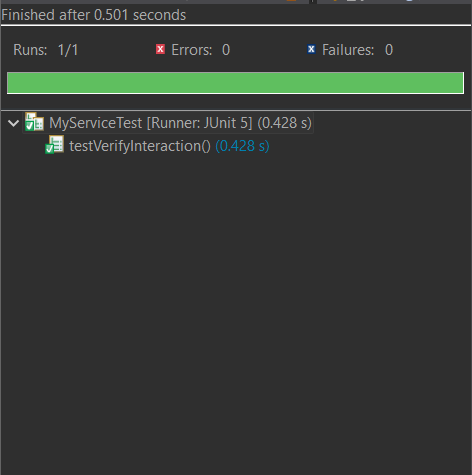 Finished after 0.501 seconds
Runs: 1/1 Errors: 0 Failures: 0
MyServiceTest [Runner: JUnit 5] (0.428 s)
testVerifyInteraction() (0.428 s)